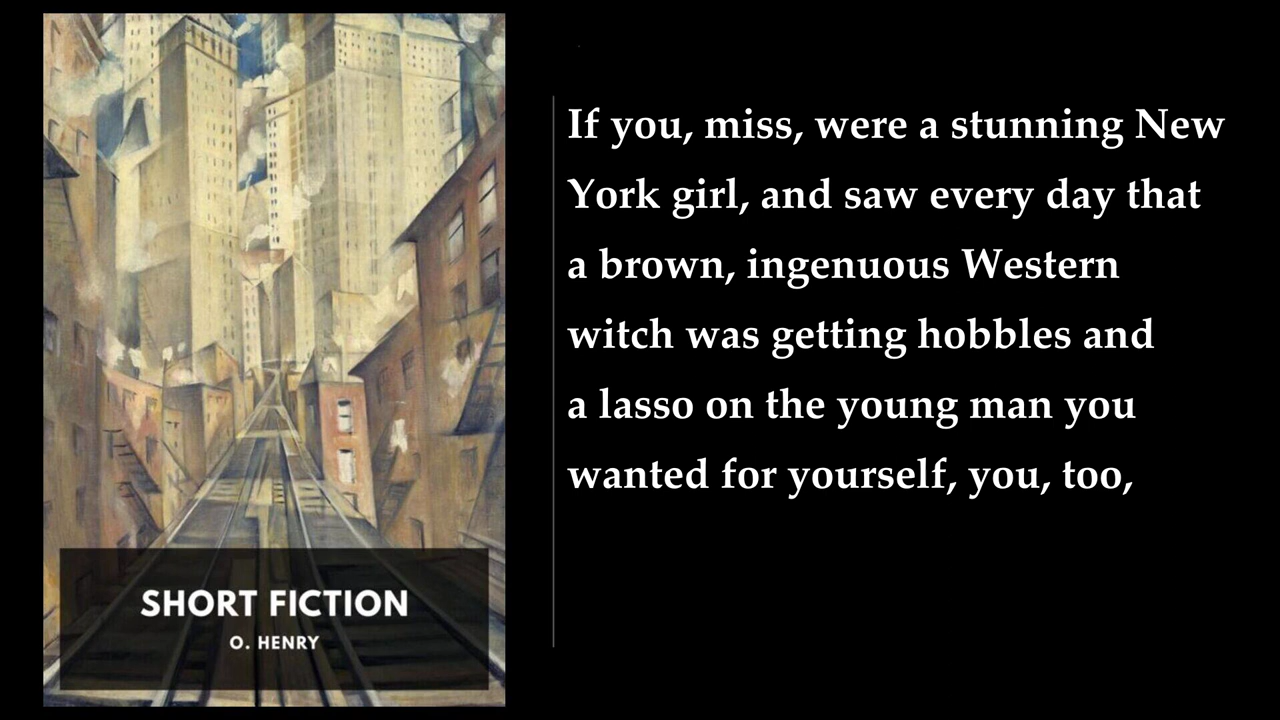 SHORT FICTION
O. HENRY
If you, miss, were a stunning New
York girl, and saw every day that
a brown, ingenuous Western
witch was getting hobbles and
a lasso on the young man you
wanted for yourself, you, too,